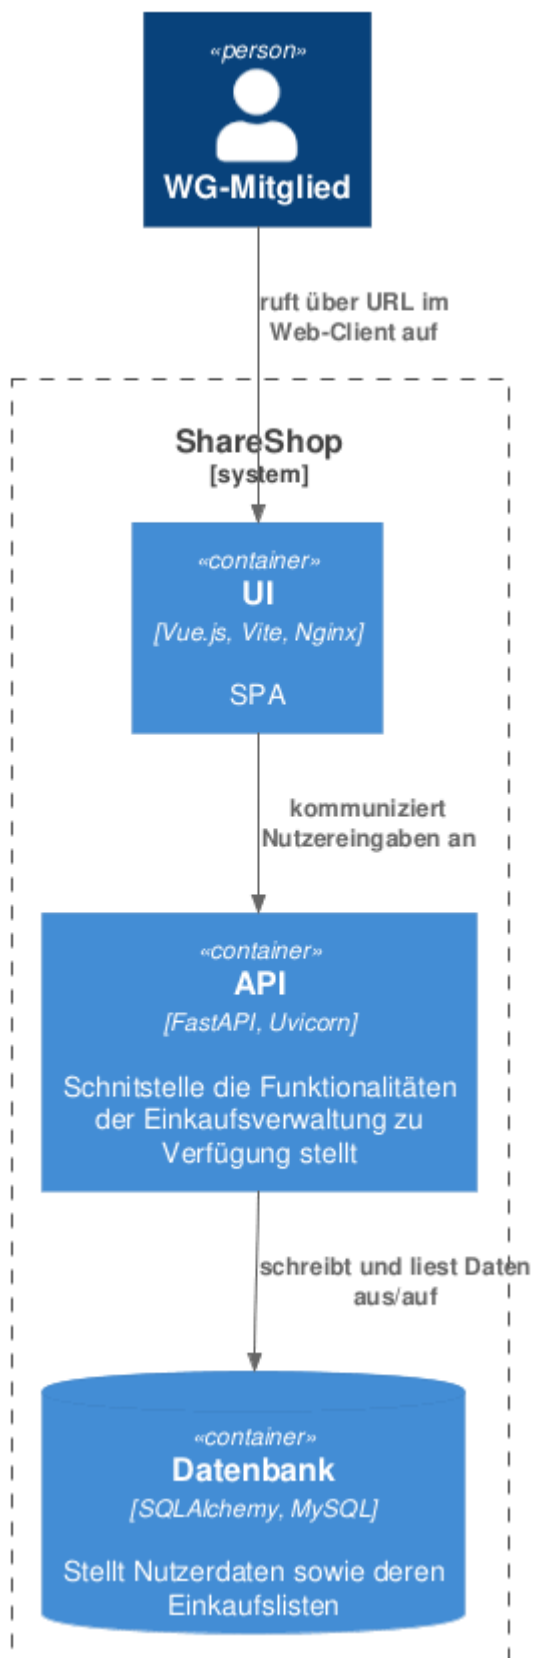 «person»
WG-Mitglied
ruft über URL im
Web-Client auf
ShareShop
[system]
«container»
UI
[Vue.js, Vite, Nginx]
SPA
kommuniziert
Nutzereingaben an
«container»
API
[FastAPI, Uvicorn]
Schnitstelle die Funktionalitäten
der Einkaufsverwaltung zu
Verfügung stellt
schreibt und liest Daten
aus/auf
«container»
Datenbank
[SQLAlchemy, MySQL]
Stellt Nutzerdaten sowie deren
Einkaufslisten